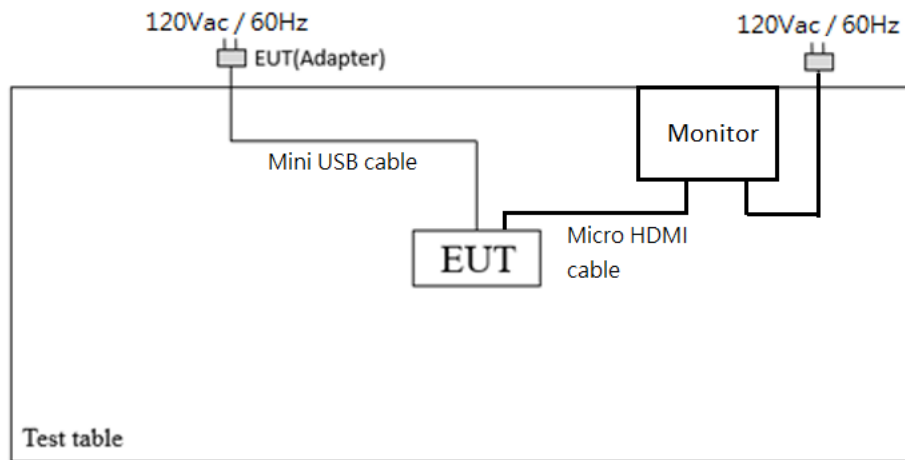 120Vac / 60Hz
120Vac / 60Hz
EUT(Adapter)
Monitor
Mini USB cable
Micro HDMI
cable
EUT
Test table